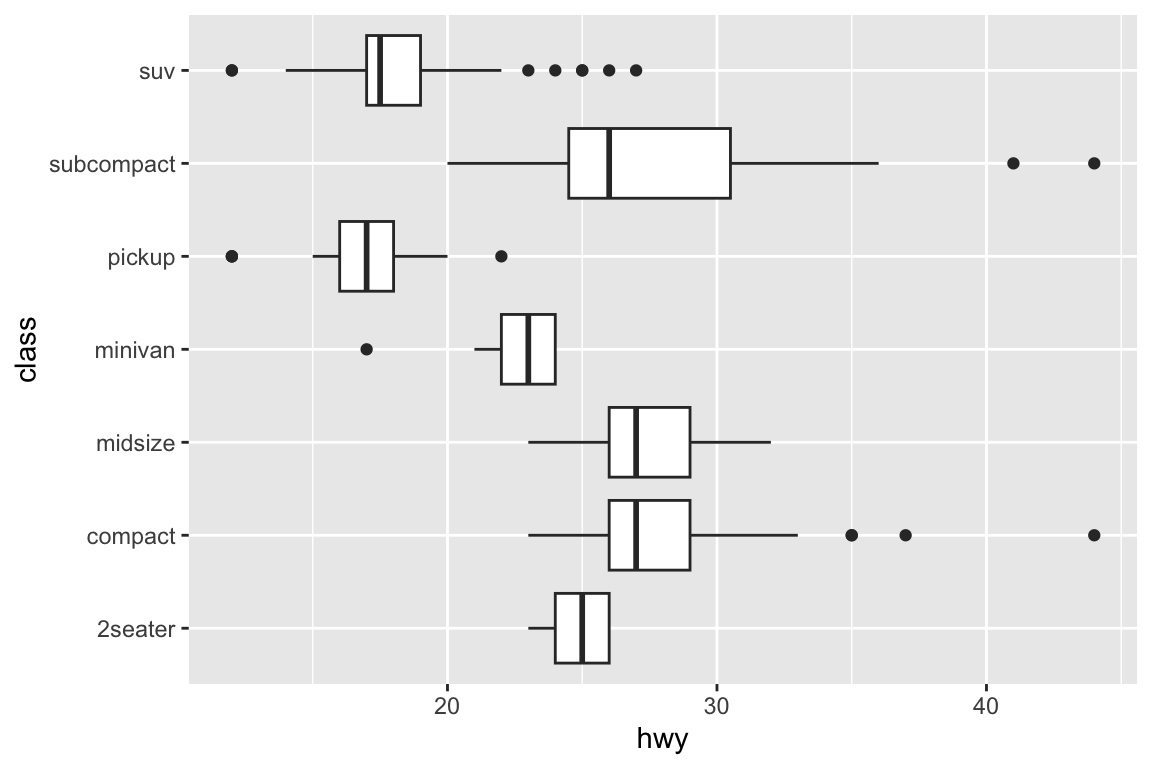 suv
subcompact
pickup
minivan
midsize
compact
2seater
class
20 30 40
hwy